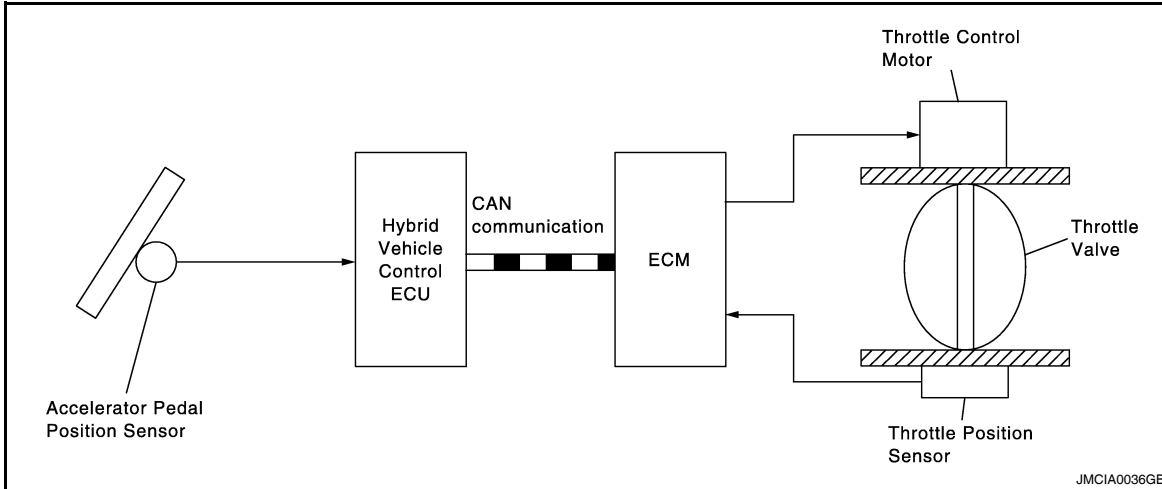 Throttle Control
Motor
CAN
communication
Hybrid
Vehicle
Control
ECU
ECM
Throttle
Valve
Accelerator Pedal
Position Sensor
Throttle Position
Sensor
JMCIA0036GB